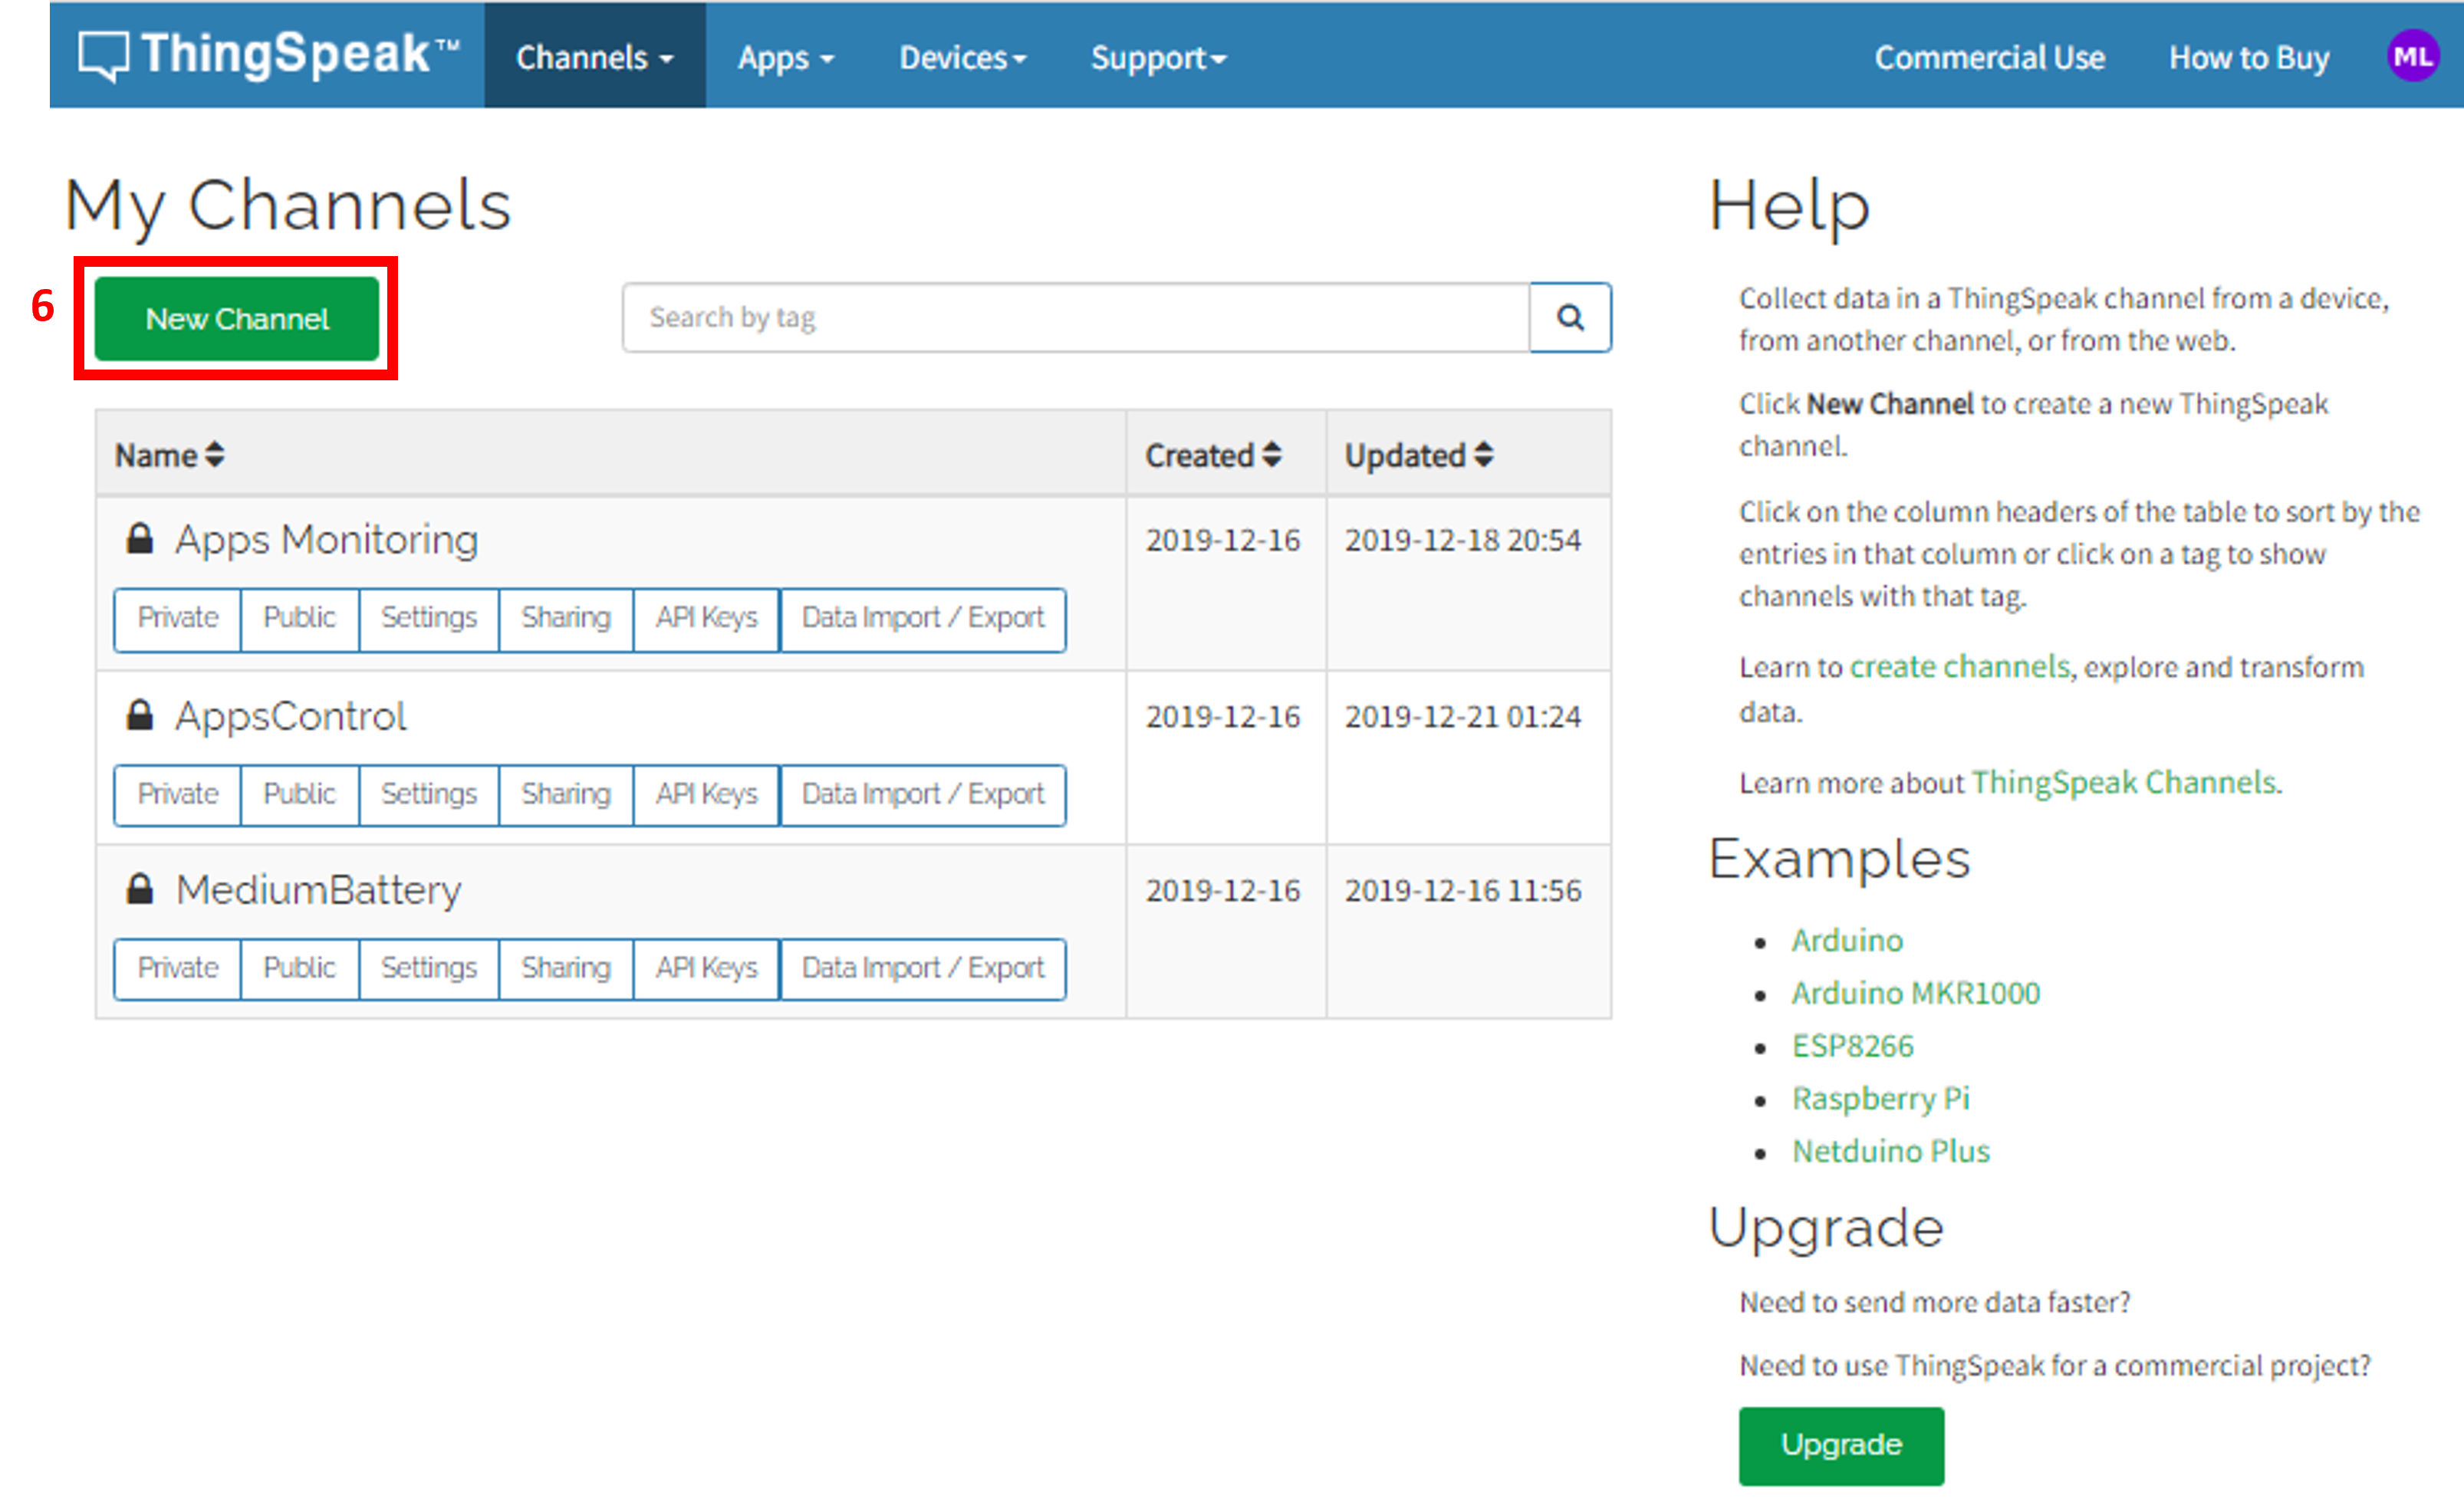 ThingSpeak™ Channels Apps Devices Support Commercial Use How to Buy ML
My Channels
6
New Channel
Search by tag
Name Created Updated
Apps Monitoring 2019-12-16 2019-12-18 20:54
Private Public Settings Sharing API Keys Data Import / Export
AppsControl 2019-12-16 2019-12-21 01:24
Private Public Settings Sharing API Keys Data Import / Export
MediumBattery 2019-12-16 2019-12-16 11:56
Private Public Settings Sharing API Keys Data Import / Export
Help
Collect data in a ThingSpeak channel from a device,
from another channel, or from the web.
Click New Channel to create a new ThingSpeak
channel.
Click on the column headers of the table to sort by the
entries in that column or click on a tag to show
channels with that tag.
Learn to create channels, explore and transform
data.
Learn more about ThingSpeak Channels.
Examples
Arduino
Arduino MKR1000
ESP8266
Raspberry Pi
Netduino Plus
Upgrade
Need to send more data faster?
Need to use ThingSpeak for a commercial project?
Upgrade